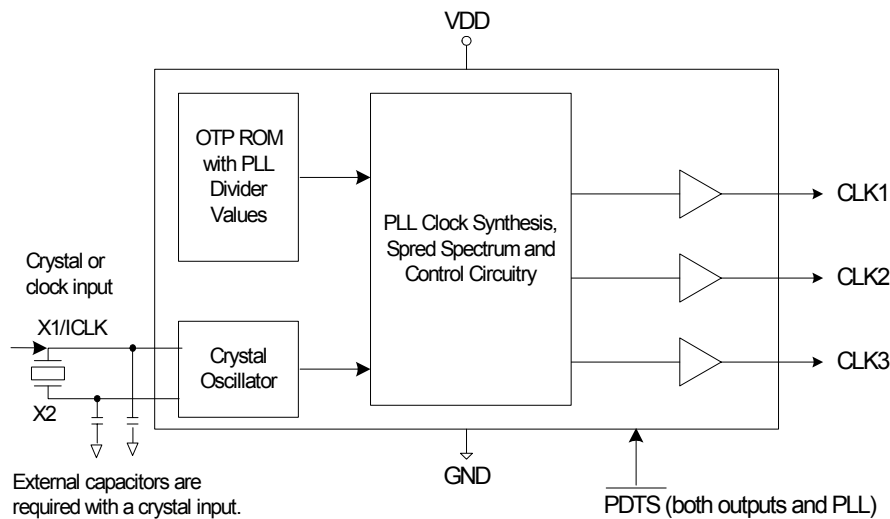 VDD
OTP ROM
with PLL
Divider
Values
PLL Clock Synthesis,
Spred Spectrum and
Control Circuitry
CLK1
CLK2
CLK3
Crystal or
clock input
X1/ICLK
Crystal
Oscillator
X2
External capacitors are
required with a crystal input.
GND
PDTS (both outputs and PLL)